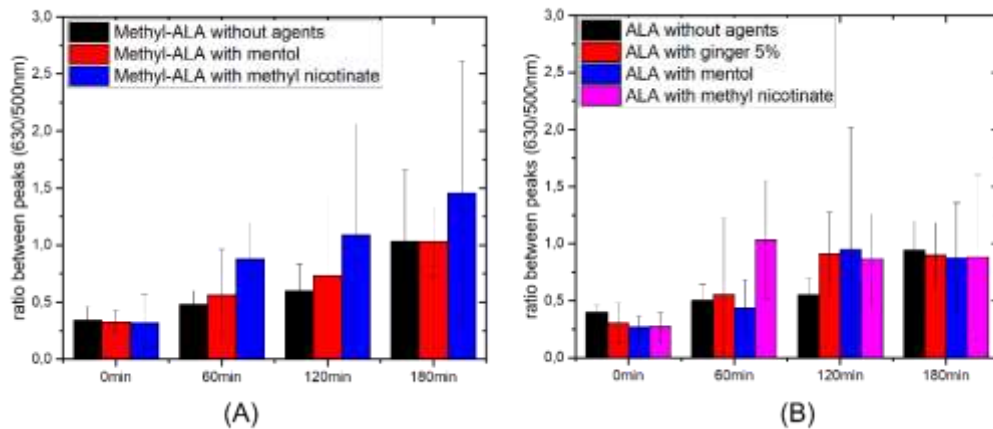 3,0
2,5
2,0
1,5
1,0
0,5
0,0
ratio between peaks (630/500nm)
Methyl-ALA without agents
Methyl-ALA with mentol
Methyl-ALA with methyl nicotinate
0min
60min
120min
180min
(A)
3,0
2,5
2,0
1,5
1,0
0,5
0,0
ratio between peaks (630/500nm)
ALA without agents
ALA with ginger 5%
ALA with mentol
ALA with methyl nicotinate
0min
60min
120min
180min
(B)